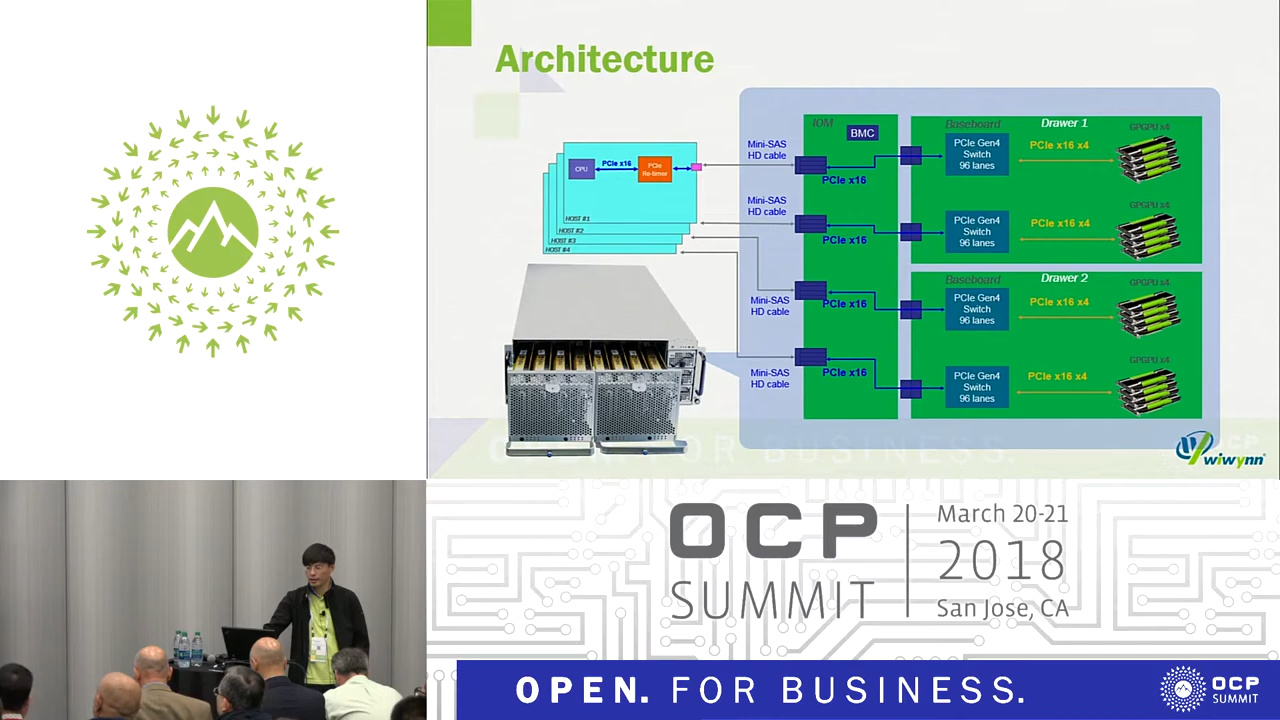 Architecture
IOM
BMC
Baseboard
Drawer 1
GPGPU x4
Mini-SAS
HD cable
PCIe x16
PCIe Gen4
Switch
96 lanes
PCIe x16 x4
CPU
PCIe x16
PCIe
Re-timer
HOST #1
HOST #2
HOST #3
HOST #4
Mini-SAS
HD cable
PCIe x16
PCIe Gen4
Switch
96 lanes
PCIe x16 x4
GPGPU x4
Baseboard
Drawer 2
GPGPU x4
Mini-SAS
HD cable
PCIe x16
PCIe Gen4
Switch
96 lanes
PCIe x16 x4
Mini-SAS
HD cable
PCIe x16
PCIe Gen4
Switch
96 lanes
PCIe x16 x4
GPGPU x4
OPEN. FOR BUSINESS.
wiwynn
OCP
SUMMIT
March 20-21
2018
San Jose, CA
OPEN. FOR BUSINESS.
OCP
SUMMIT